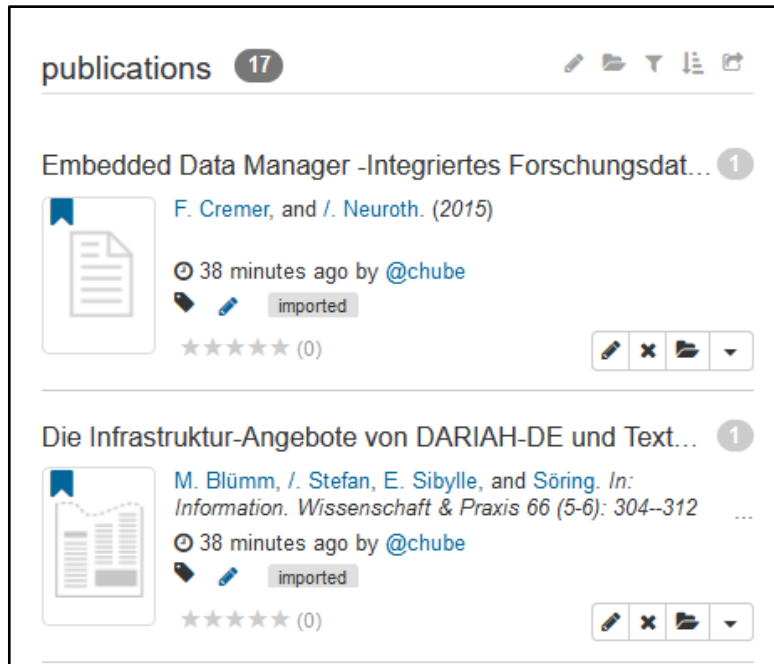 publications 17
Embedded Data Manager -Integriertes Forschungsdat... 1
F. Cremer, and /. Neuroth. (2015)
38 minutes ago by @chube
imported
(0)
Die Infrastruktur-Angebote von DARIAH-DE und Text... 1
M. Blümm, /. Stefan, E. Sibylle, and Söring. In:
Information. Wissenschaft & Praxis 66 (5-6): 304--312 ...
38 minutes ago by @chube
imported
(0)